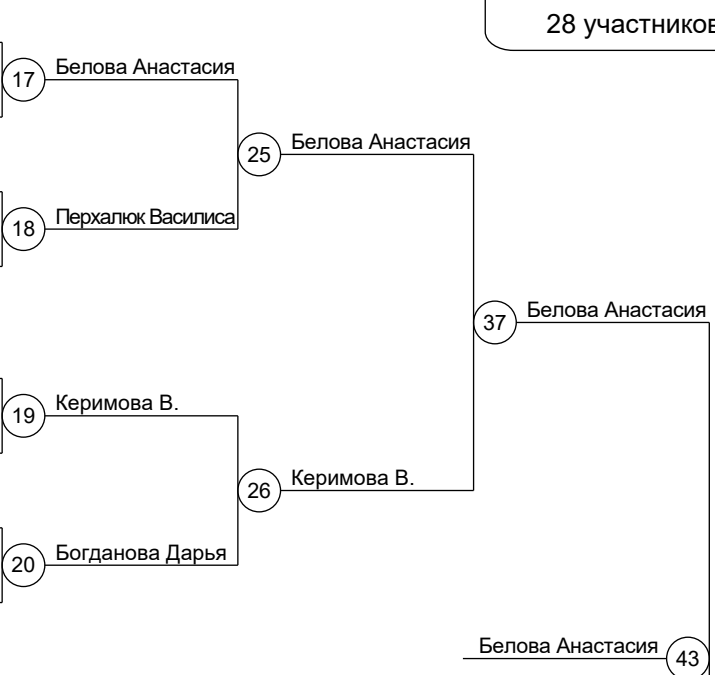 28 участников
17 Белова Анастасия
25 Белова Анастасия
18 Перхалюк Василиса
37 Белова Анастасия
19 Керимова В.
26 Керимова В.
20 Богданова Дарья
Белова Анастасия 43